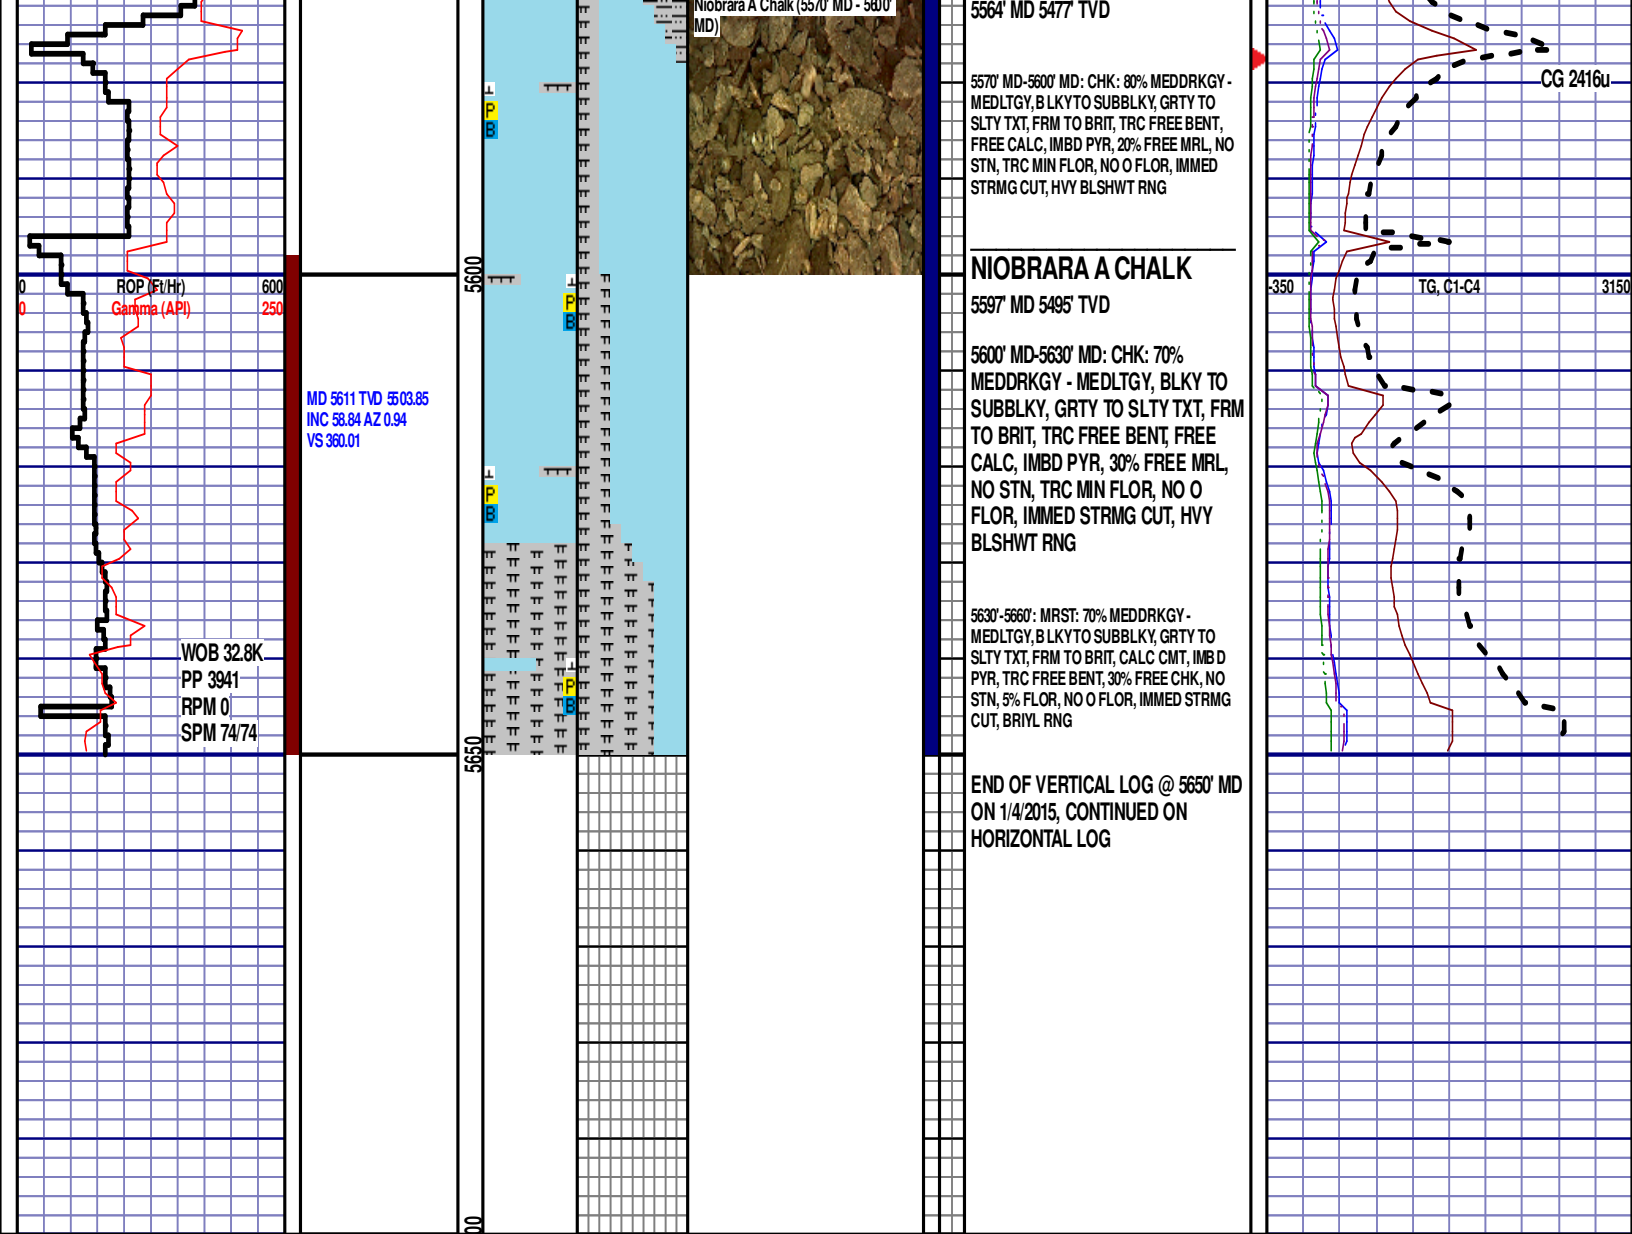 Niobrara A Chalk (5570' MD - 5600'
MD)
5564' MD 5477' TVD
CG 2416u
5570' MD-5600' MD: CHK: 80% MEDDRKGY -
MEDLTGY, BLKY TO SUBBLKY, GRTY TO
SLTY TXT, FRM TO BRIT, TRC FREE BENT,
FREE CALC, IMBD PYR, 20% FREE MRL, NO
STN, TRC MIN FLOR, NO O FLOR, IMMED
STRMG CUT, HVY BLSHWT RNG
P
B
NIOBRARA A CHALK
5597' MD 5495' TVD
5600
0 ROP (Ft/Hr) 600
0 Gamma (API) 250
-350 TG, C1-C4 3150
P
B
5600' MD-5630' MD: CHK: 70%
MEDDRKGY - MEDLTGY, BLKY TO
SUBBLKY, GRTY TO SLTY TXT, FRM
TO BRIT, TRC FREE BENT, FREE
CALC, IMBD PYR, 30% FREE MRL,
NO STN, TRC MIN FLOR, NO O
FLOR, IMMED STRMG CUT, HVY
BLSHWT RNG
MD 5611 TVD 5503.85
INC 58.84 AZ 0.94
VS 360.01
P
B
5630'-5660': MRST: 70% MEDDRKGY -
MEDLTGY, BLKY TO SUBBLKY, GRTY TO
SLTY TXT, FRM TO BRIT, CALC CMT, IMBD
PYR, TRC FREE BENT, 30% FREE CHK, NO
STN, 5% FLOR, NO O FLOR, IMMED STRMG
CUT, BRIYL RNG
WOB 32.8K
PP 3941
RPM 0
SPM 74/74
P
B
5650
END OF VERTICAL LOG @ 5650' MD
ON 1/4/2015, CONTINUED ON
HORIZONTAL LOG